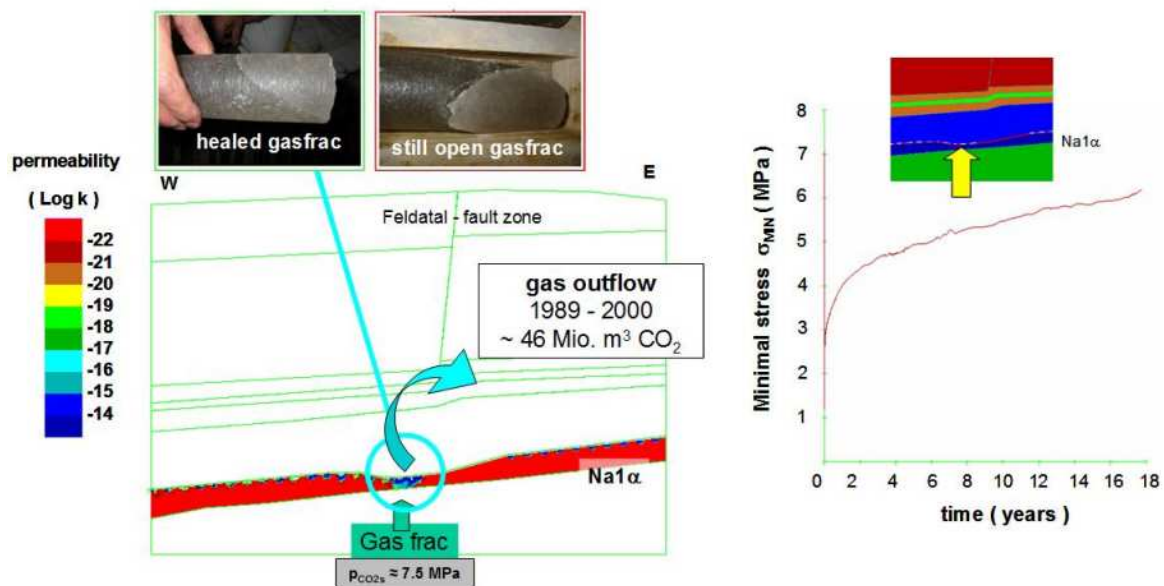 healed gasfrac
still open gasfrac
permeability
( Log k )
-22
-21
-20
-19
-18
-17
-16
-15
-14
W
E
Feldatal - fault zone
gas outflow
1989 - 2000
~ 46 Mio. m³ CO₂
Na1α
Gas frac
pCO2s ≈ 7.5 MPa
Minimal stress σMN ( MPa )
8
7
6
5
4
3
2
1
0 2 4 6 8 10 12 14 16 18
time ( years )
Na1α